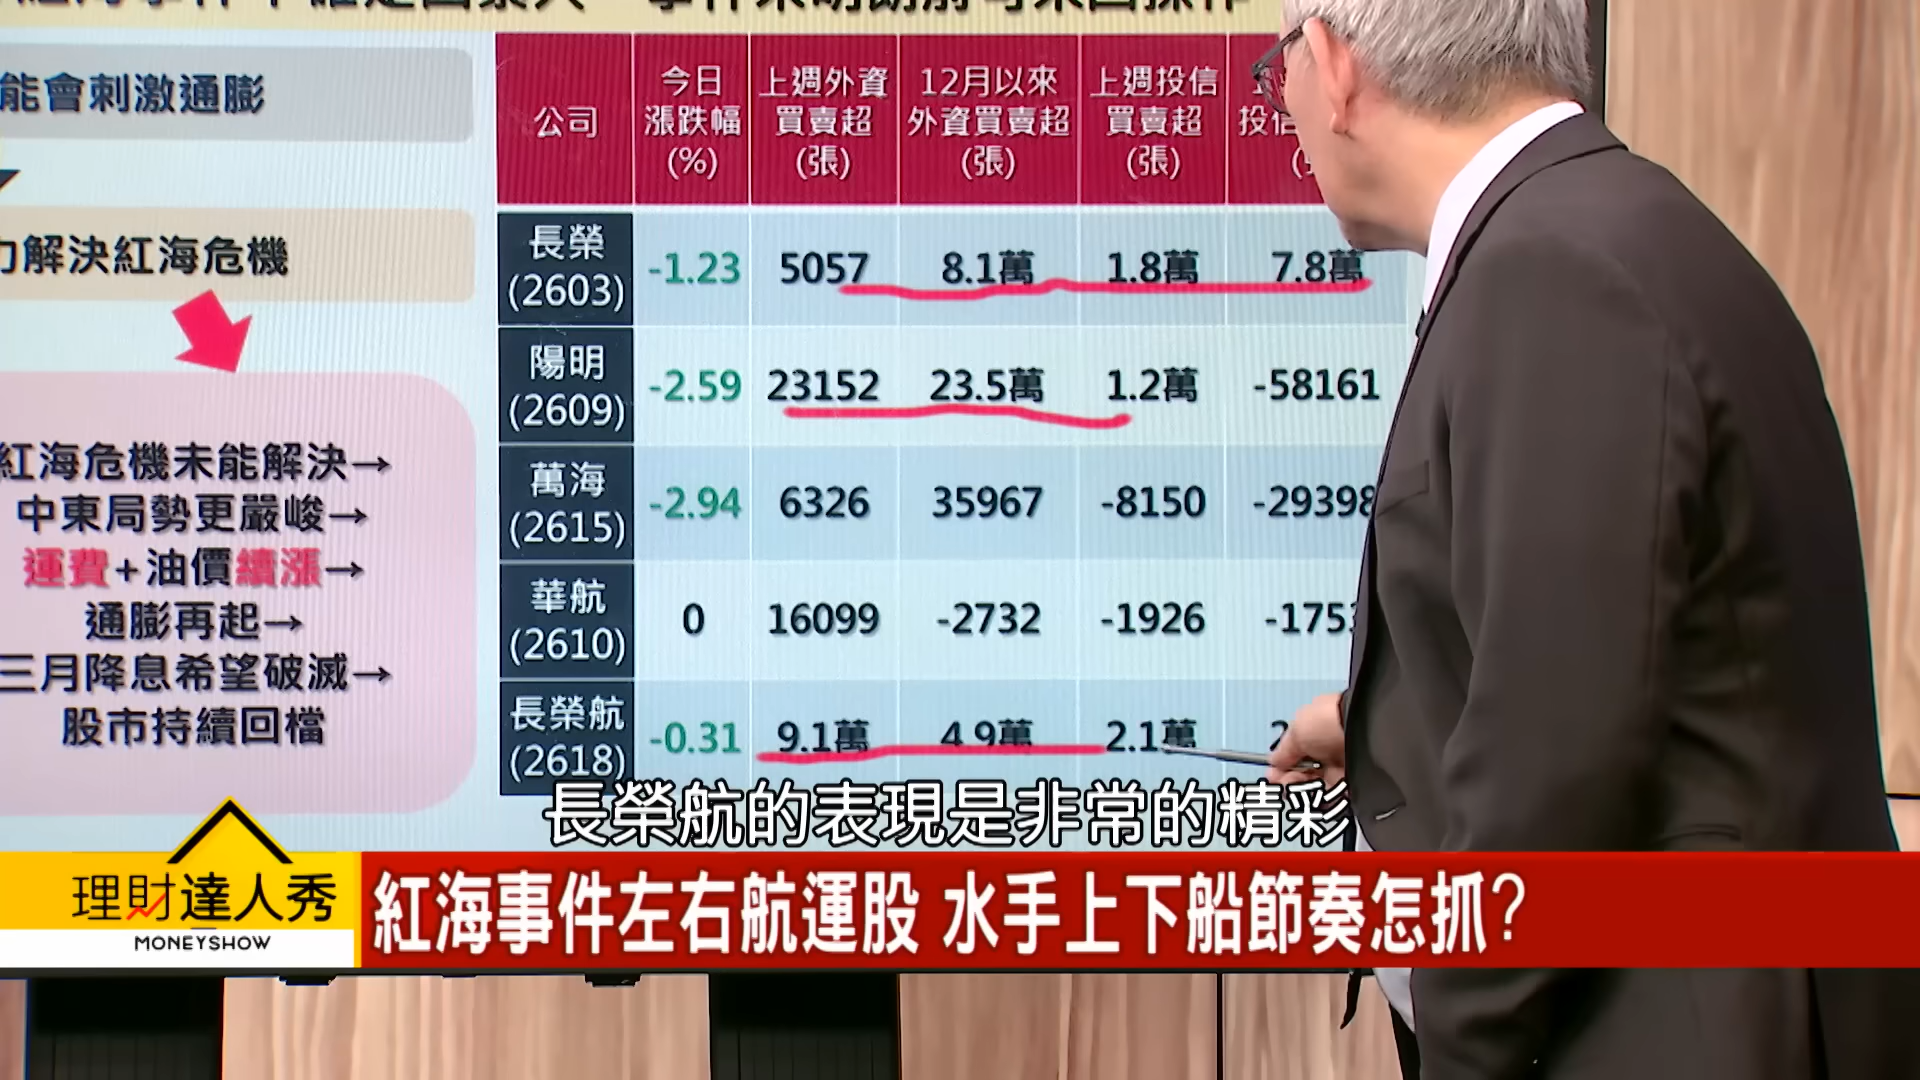 能會刺激通膨
力解決紅海危機
紅海危機未能解決→
中東局勢更嚴峻→
運費+油價續漲→
通膨再起→
三月降息希望破滅→
股市持續回檔
公司 今日漲跌幅(%) 上週外資買賣超(張) 12月以來外資買賣超(張) 上週投信買賣超(張) 投信
長榮(2603) -1.23 5057 8.1萬 1.8萬 7.8萬
陽明(2609) -2.59 23152 23.5萬 1.2萬 -58161
萬海(2615) -2.94 6326 35967 -8150 -29398
華航(2610) 0 16099 -2732 -1926 -175
長榮航(2618) -0.31 9.1萬 4.9萬 2.1萬
長榮航的表現是非常的精彩
理財達人秀
MONEYSHOW
紅海事件左右航運股 水手上下船節奏怎抓?